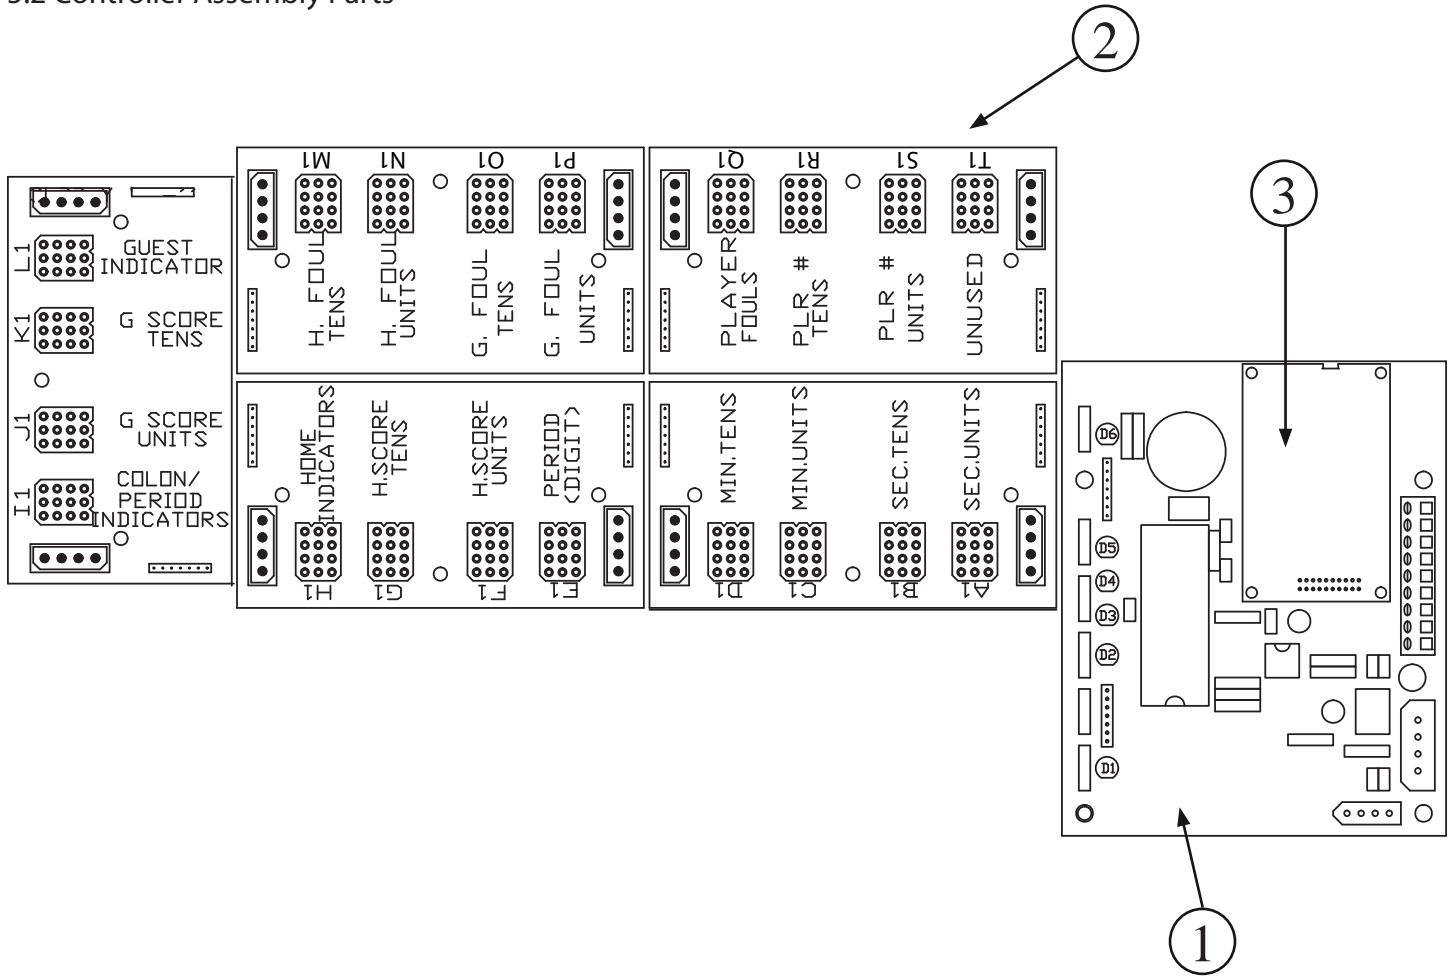 3.2 Controller Assembly Parts
2
3
M1
N1
O1
P1
Q1
R1
S1
T1
H. FOUL
TENS
H. FOUL
UNITS
G. FOUL
TENS
G. FOUL
UNITS
PLAYER
FOULS
PLR #
TENS
PLR #
UNITS
UNUSED
L1
GUEST
INDICATOR
K1
G SCORE
TENS
J1
G SCORE
UNITS
I1
COLON/
PERIOD
INDICATORS
HOME
INDICATORS
H.SCORE
TENS
H.SCORE
UNITS
PERIOD
(DIGIT)
MIN.TENS
MIN.UNITS
SEC.TENS
SEC.UNITS
H1
G1
F1
E1
D1
C1
B1
A1
D6
D5
D4
D3
D2
D1
1